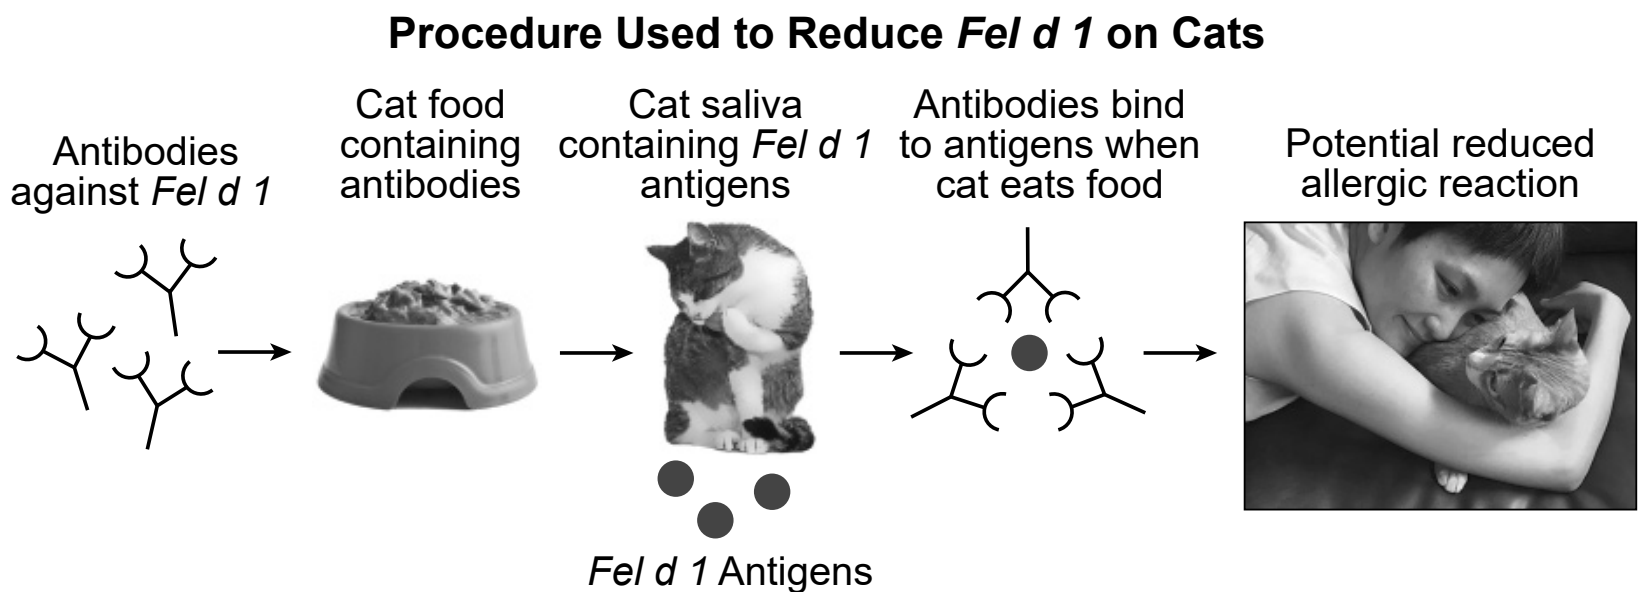 Procedure Used to Reduce Fel d 1 on Cats
Antibodies
against Fel d 1
Cat food
containing
antibodies
Cat saliva
containing Fel d 1
antigens
Antibodies bind
to antigens when
cat eats food
Potential reduced
allergic reaction
Fel d 1 Antigens